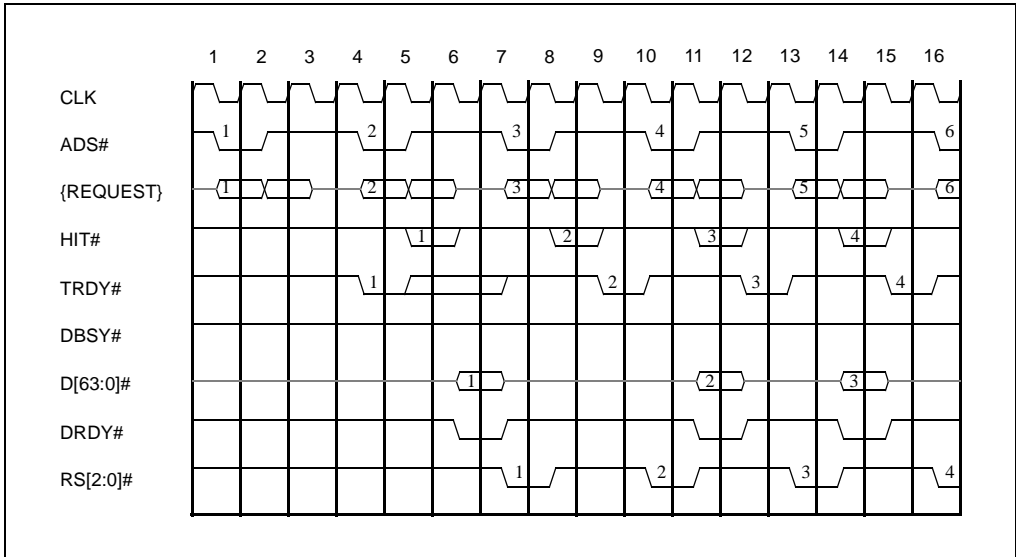 1 2 3 4 5 6 7 8 9 10 11 12 13 14 15 16
CLK
ADS# 1 2 3 4 5 6
{REQUEST} 1 2 3 4 5 6
HIT# 1 2 3 4
TRDY# 1 2 3 4
DBSY#
D[63:0]# 1 2 3
DRDY#
RS[2:0]# 1 2 3 4